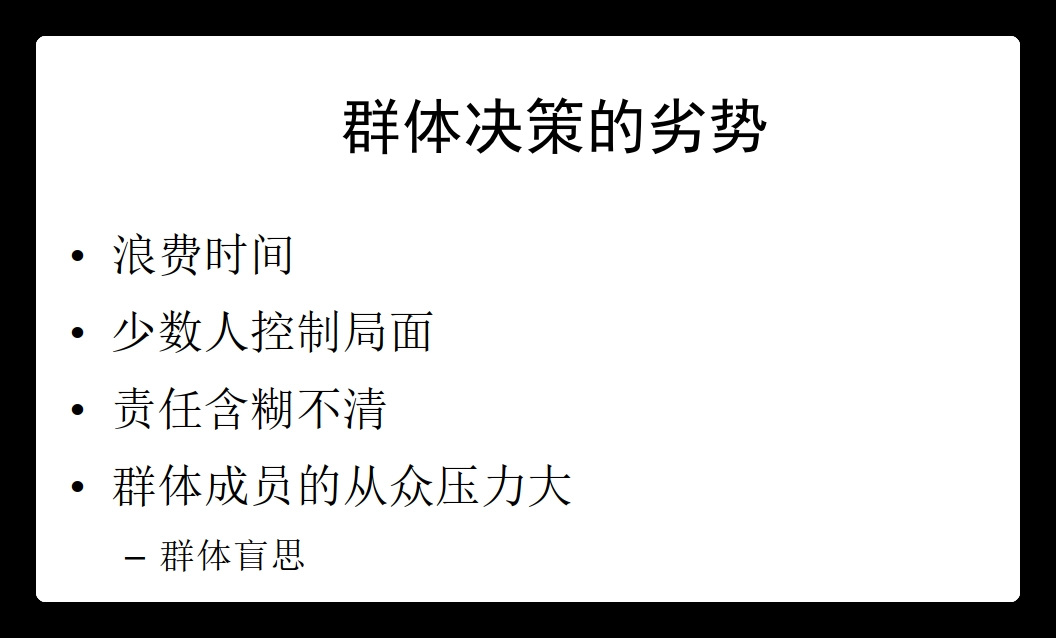 群体决策的劣势
• 浪费时间
• 少数人控制局面
• 责任含糊不清
• 群体成员的从众压力大
– 群体盲思